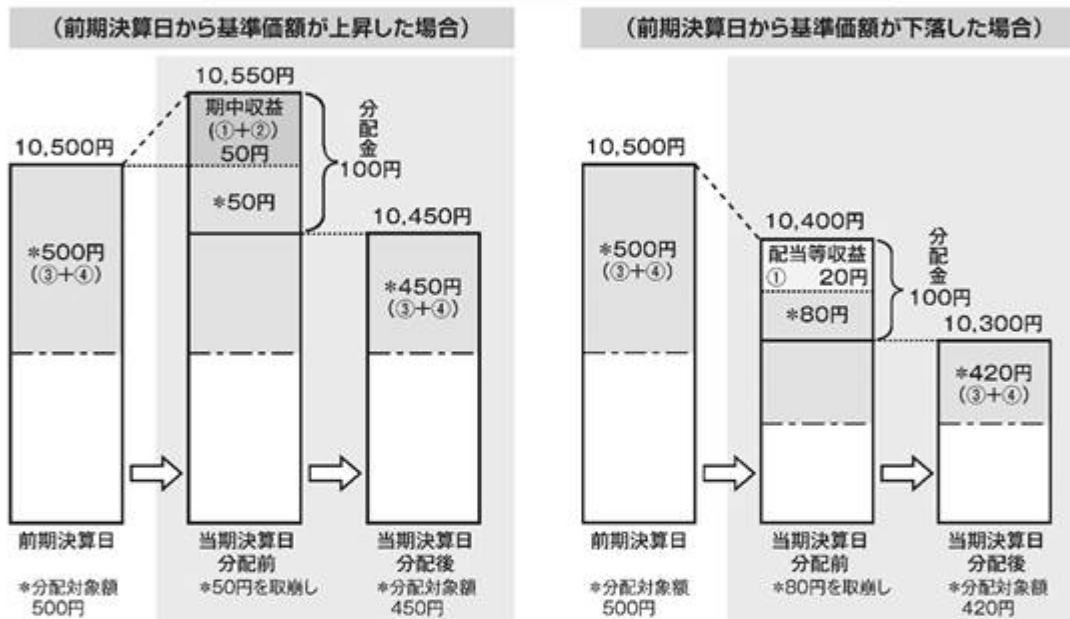 (前期決算日から基準価額が上昇した場合)
10,550円
期中収益
(①+②)
50円
分配金
100円
10,500円
*50円
10,450円
*500円
(③+④)
*450円
(③+④)
前期決算日
当期決算日
分配前
当期決算日
分配後
*分配対象額
500円
*50円を取崩し
*分配対象額
450円
(前期決算日から基準価額が下落した場合)
10,500円
10,400円
配当等収益
① 20円
分配金
100円
*500円
(③+④)
*80円
10,300円
*420円
(③+④)
前期決算日
当期決算日
分配前
当期決算日
分配後
*分配対象額
500円
*80円を取崩し
*分配対象額
420円